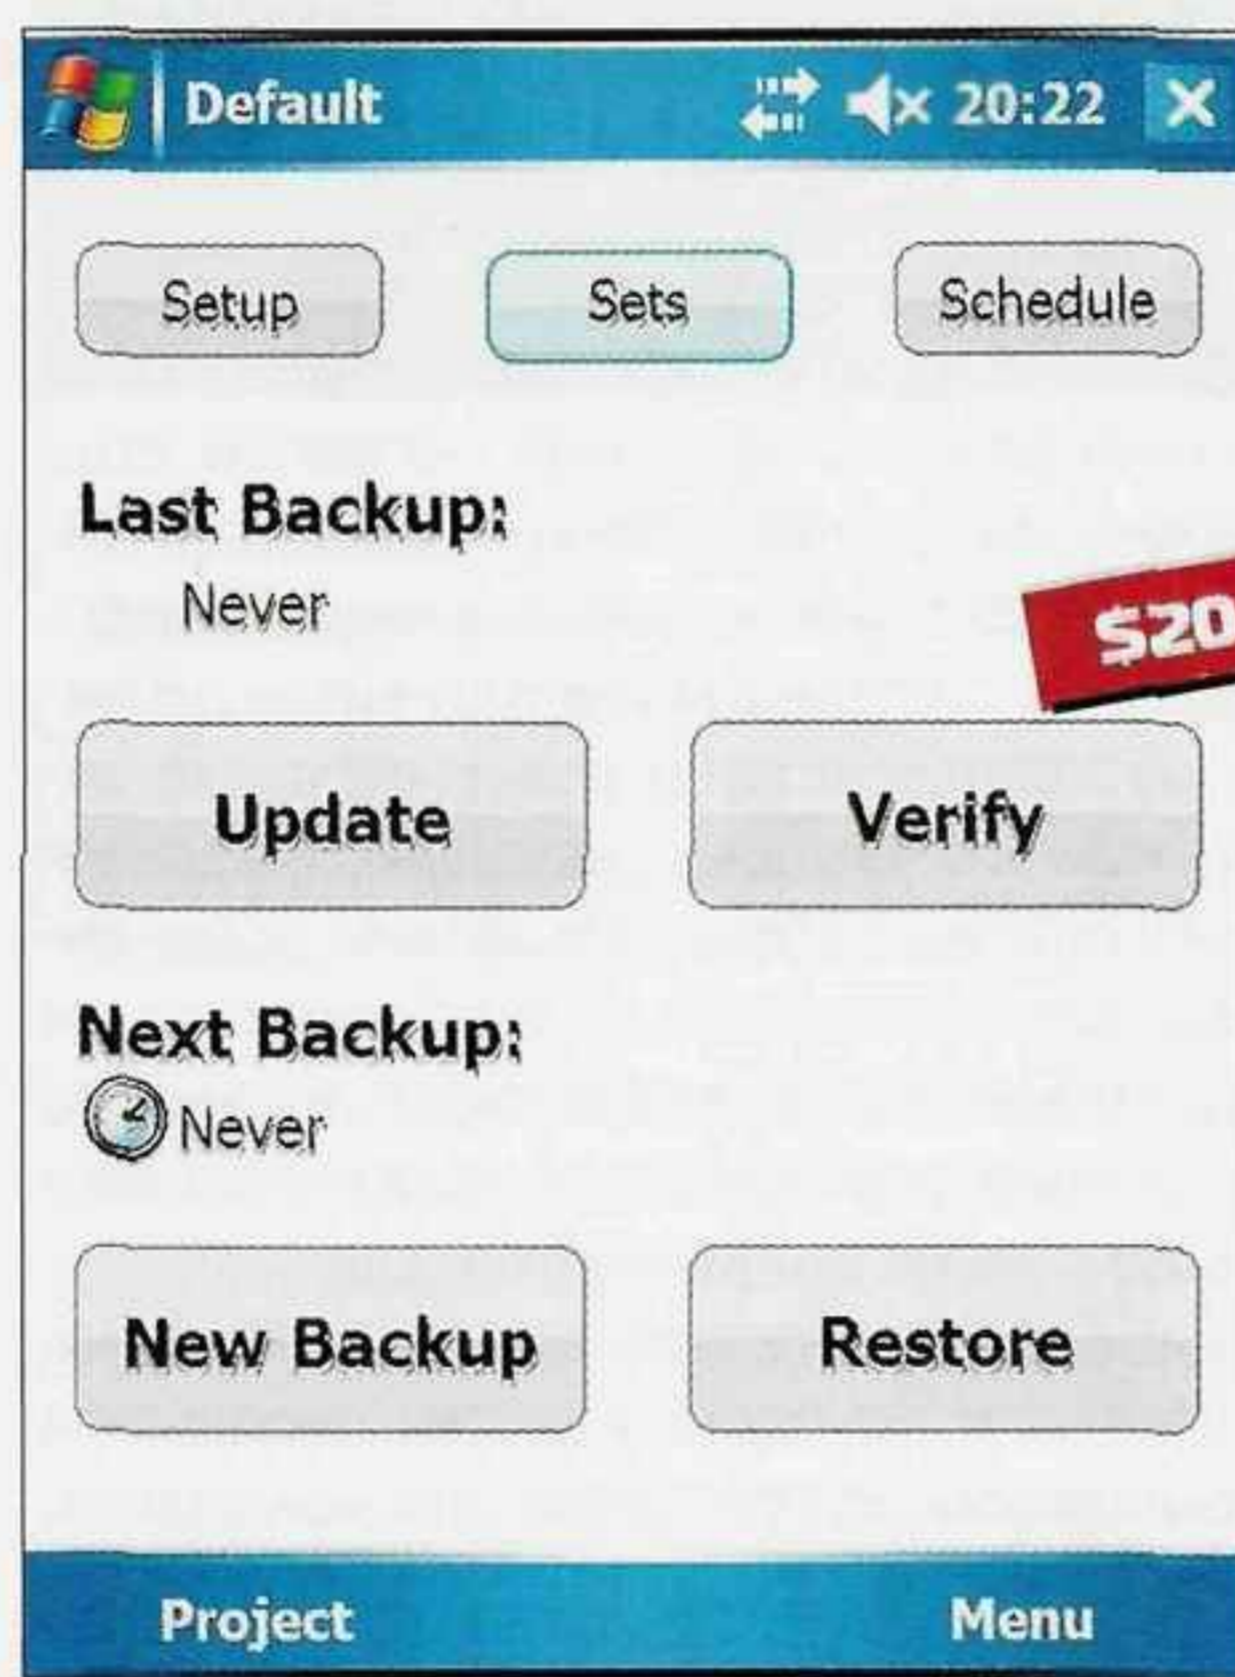 Default 20:22
Setup Sets Schedule
Last Backup:
Never
$20
Update Verify
Next Backup:
Never
New Backup Restore
Project Menu